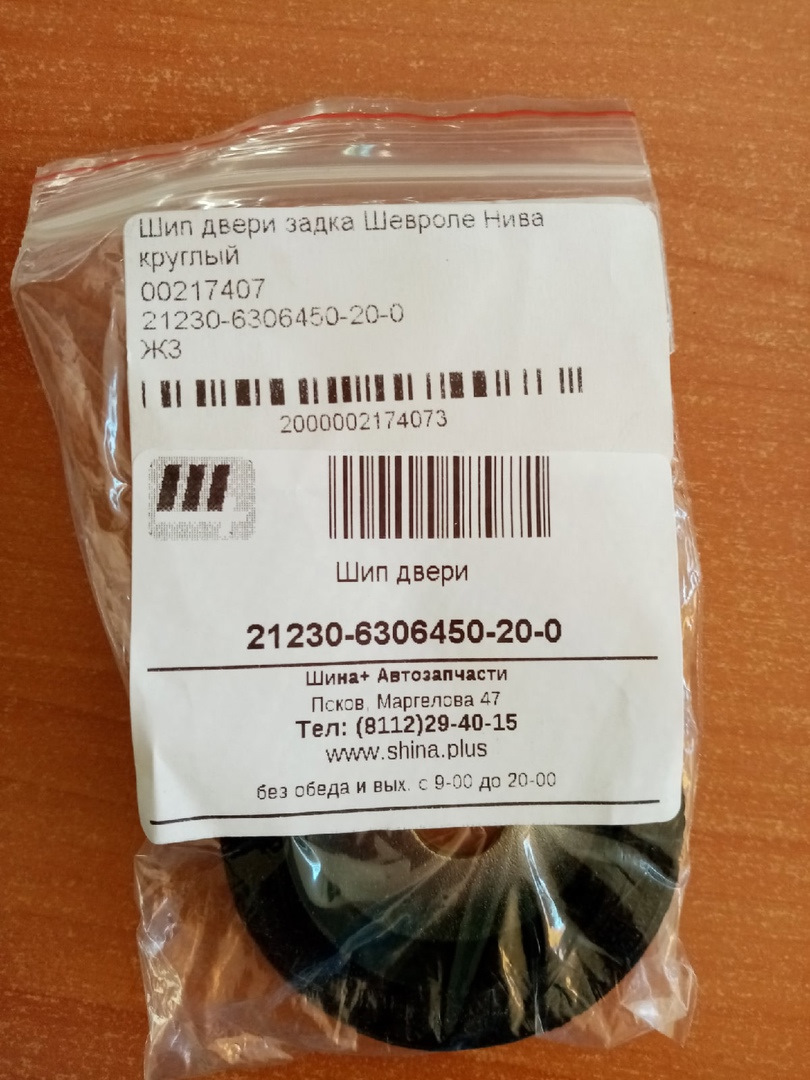 Шип двери задка Шевроле Нива
круглый
00217407
21230-6306450-20-0
ЖЗ
2000002174073
Шип двери
21230-6306450-20-0
Шина+ Автозапчасти
Псков, Маргелова 47
Тел: (8112)29-40-15
www.shina.plus
без обеда и вых. с 9-00 до 20-00